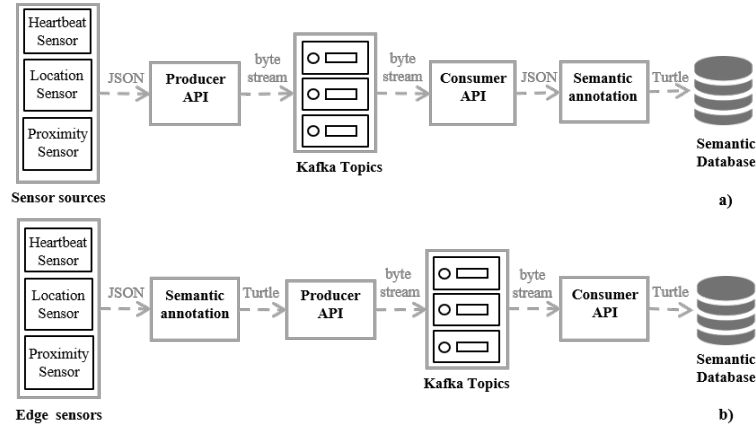 Heartbeat
Sensor
Location
Sensor
Proximity
Sensor
Sensor sources
JSON
Producer
API
byte
stream
Kafka Topics
byte
stream
Consumer
API
JSON
Semantic
annotation
Turtle
Semantic
Database
a)
Heartbeat
Sensor
Location
Sensor
Proximity
Sensor
Edge sensors
JSON
Semantic
annotation
Turtle
Producer
API
byte
stream
Kafka Topics
byte
stream
Consumer
API
Turtle
Semantic
Database
b)